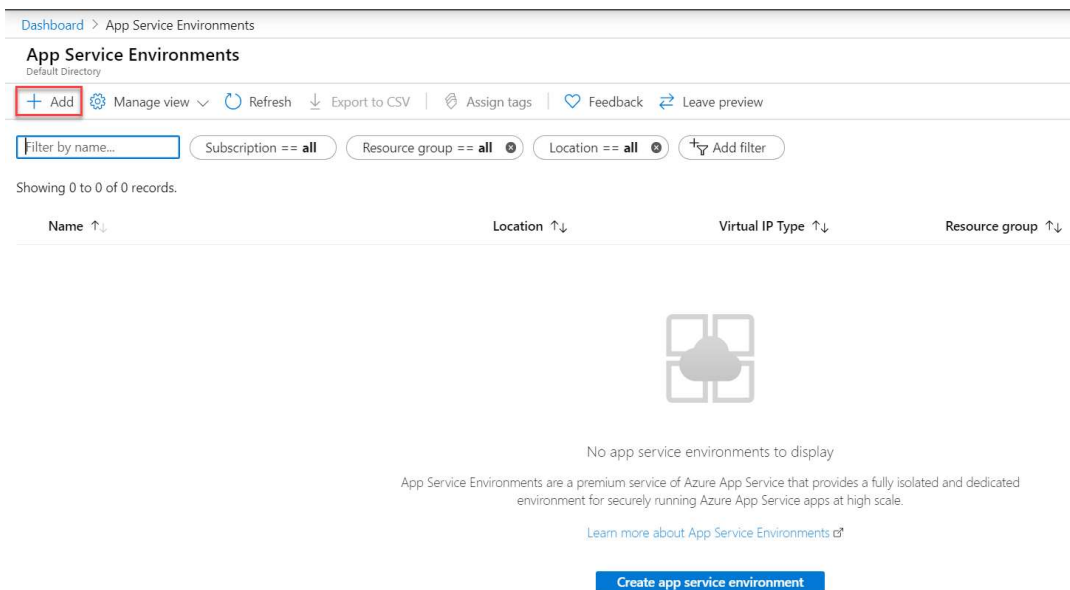 Dashboard > App Service Environments
App Service Environments
Default Directory
+ Add Manage view Refresh Export to CSV Assign tags Feedback Leave preview
Filter by name... Subscription == all Resource group == all Location == all Add filter
Showing 0 to 0 of 0 records.
Name ↑↓ Location ↑↓ Virtual IP Type ↑↓ Resource group ↑↓
No app service environments to display
App Service Environments are a premium service of Azure App Service that provides a fully isolated and dedicated
environment for securely running Azure App Service apps at high scale.
Learn more about App Service Environments
Create app service environment